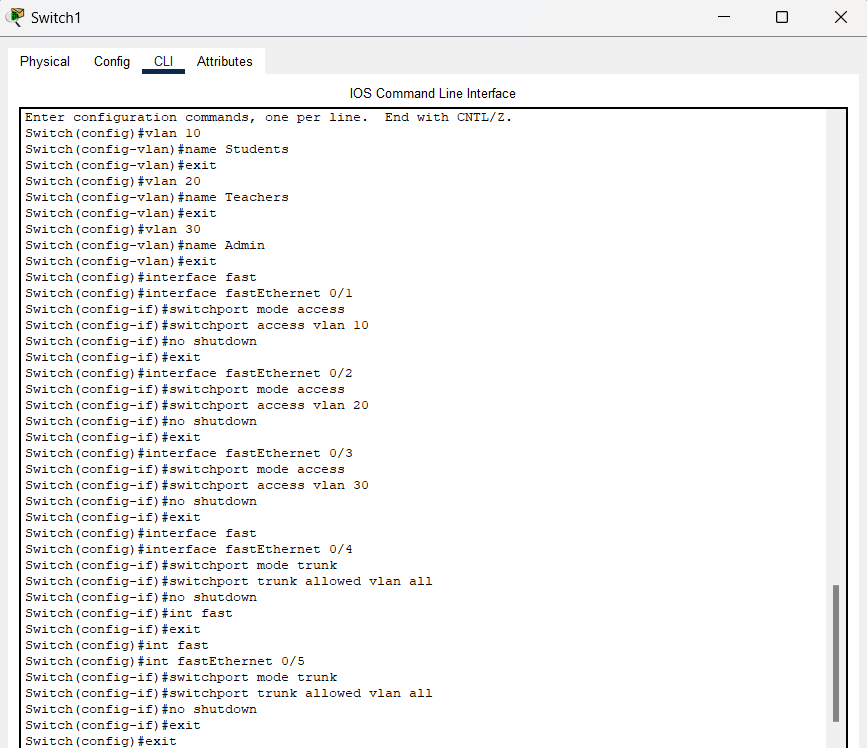 Switch1
Physical Config CLI Attributes
IOS Command Line Interface
Enter configuration commands, one per line.  End with CNTL/Z.
Switch(config)#vlan 10
Switch(config-vlan)#name Students
Switch(config-vlan)#exit
Switch(config)#vlan 20
Switch(config-vlan)#name Teachers
Switch(config-vlan)#exit
Switch(config)#vlan 30
Switch(config-vlan)#name Admin
Switch(config-vlan)#exit
Switch(config)#interface fast
Switch(config)#interface fastEthernet 0/1
Switch(config-if)#switchport mode access
Switch(config-if)#switchport access vlan 10
Switch(config-if)#no shutdown
Switch(config-if)#exit
Switch(config)#interface fastEthernet 0/2
Switch(config-if)#switchport mode access
Switch(config-if)#switchport access vlan 20
Switch(config-if)#no shutdown
Switch(config-if)#exit
Switch(config)#interface fastEthernet 0/3
Switch(config-if)#switchport mode access
Switch(config-if)#switchport access vlan 30
Switch(config-if)#no shutdown
Switch(config-if)#exit
Switch(config)#interface fast
Switch(config)#interface fastEthernet 0/4
Switch(config-if)#switchport mode trunk
Switch(config-if)#switchport trunk allowed vlan all
Switch(config-if)#no shutdown
Switch(config-if)#int fast
Switch(config-if)#exit
Switch(config)#int fast
Switch(config)#int fastEthernet 0/5
Switch(config-if)#switchport mode trunk
Switch(config-if)#switchport trunk allowed vlan all
Switch(config-if)#no shutdown
Switch(config-if)#exit
Switch(config)#exit